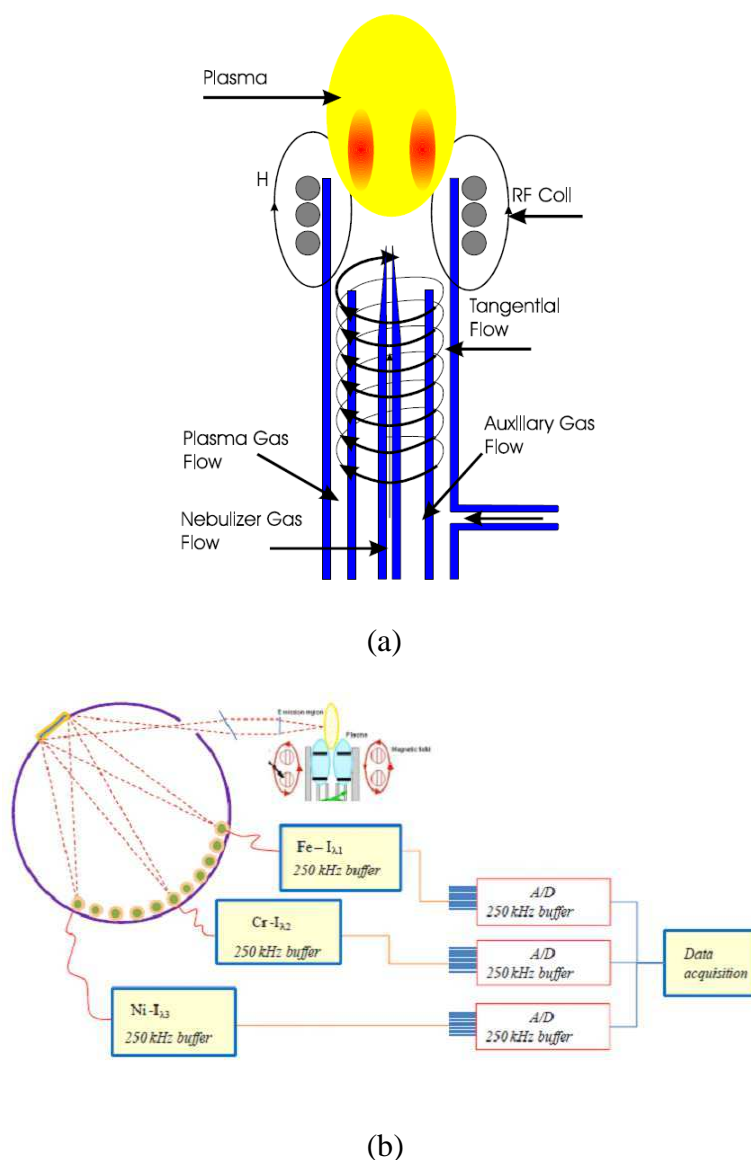 Plasma
H
RF Coil
Tangential
Flow
Plasma Gas
Flow
Auxiliary Gas
Flow
Nebulizer Gas
Flow
(a)
Emission region
Plasma
Magnetic field
Fe – Iλ1
250 kHz buffer
A/D
250 kHz buffer
Cr -Iλ2
250 kHz buffer
A/D
250 kHz buffer
Data
acquisition
Ni -Iλ3
250 kHz buffer
A/D
250 kHz buffer
(b)